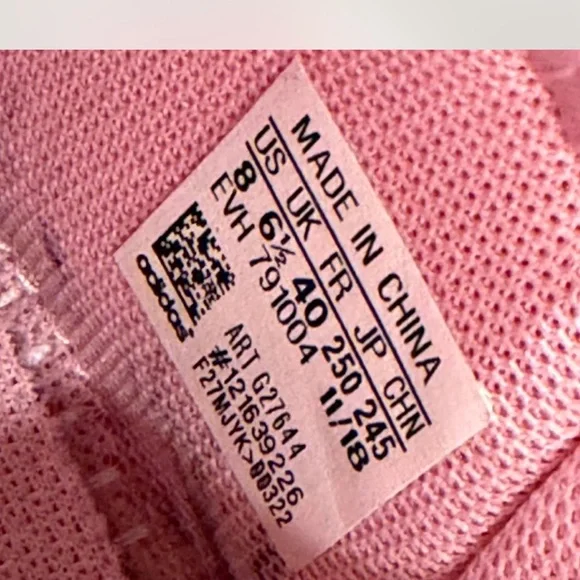 MADE IN CHINA
US UK FR JP CHN
8 6½ 40 250 245
EVH 791004 11/18
adidas
ART G27644
#121639226
F27MJYK>00322